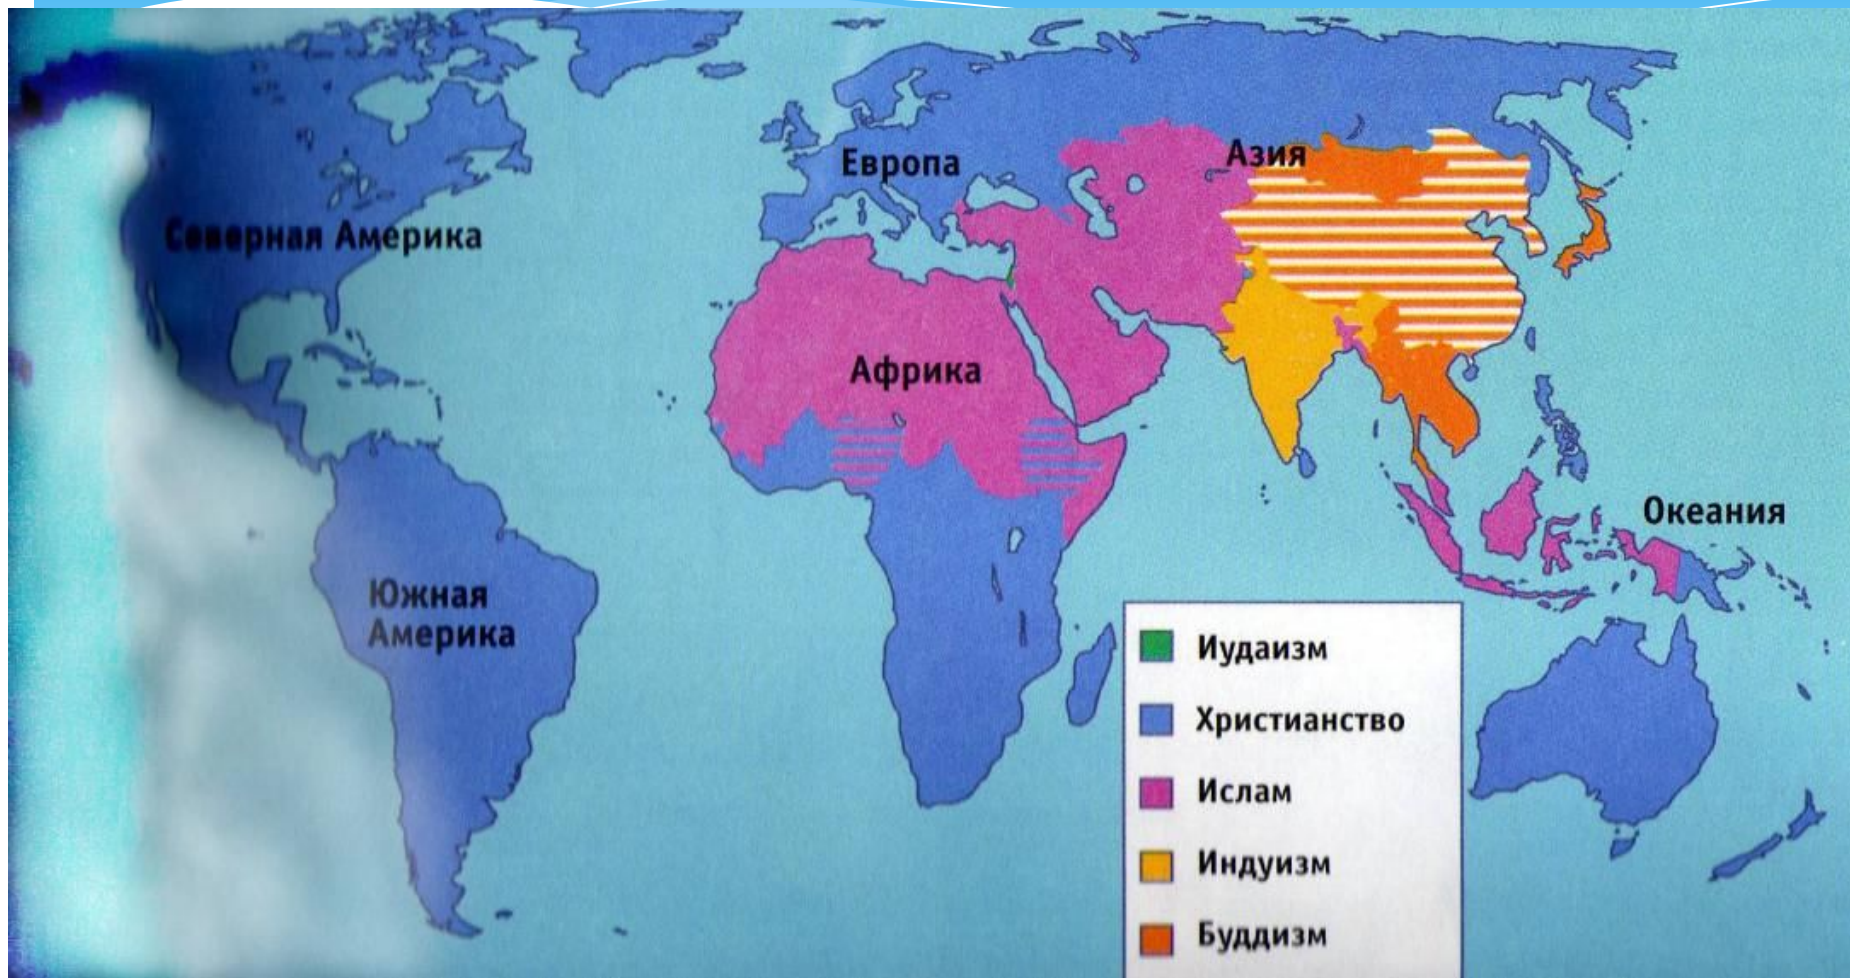 Европа
Азия
Северная Америка
Африка
Океания
Южная
Америка
Иудаизм
Христианство
Ислам
Индуизм
Буддизм